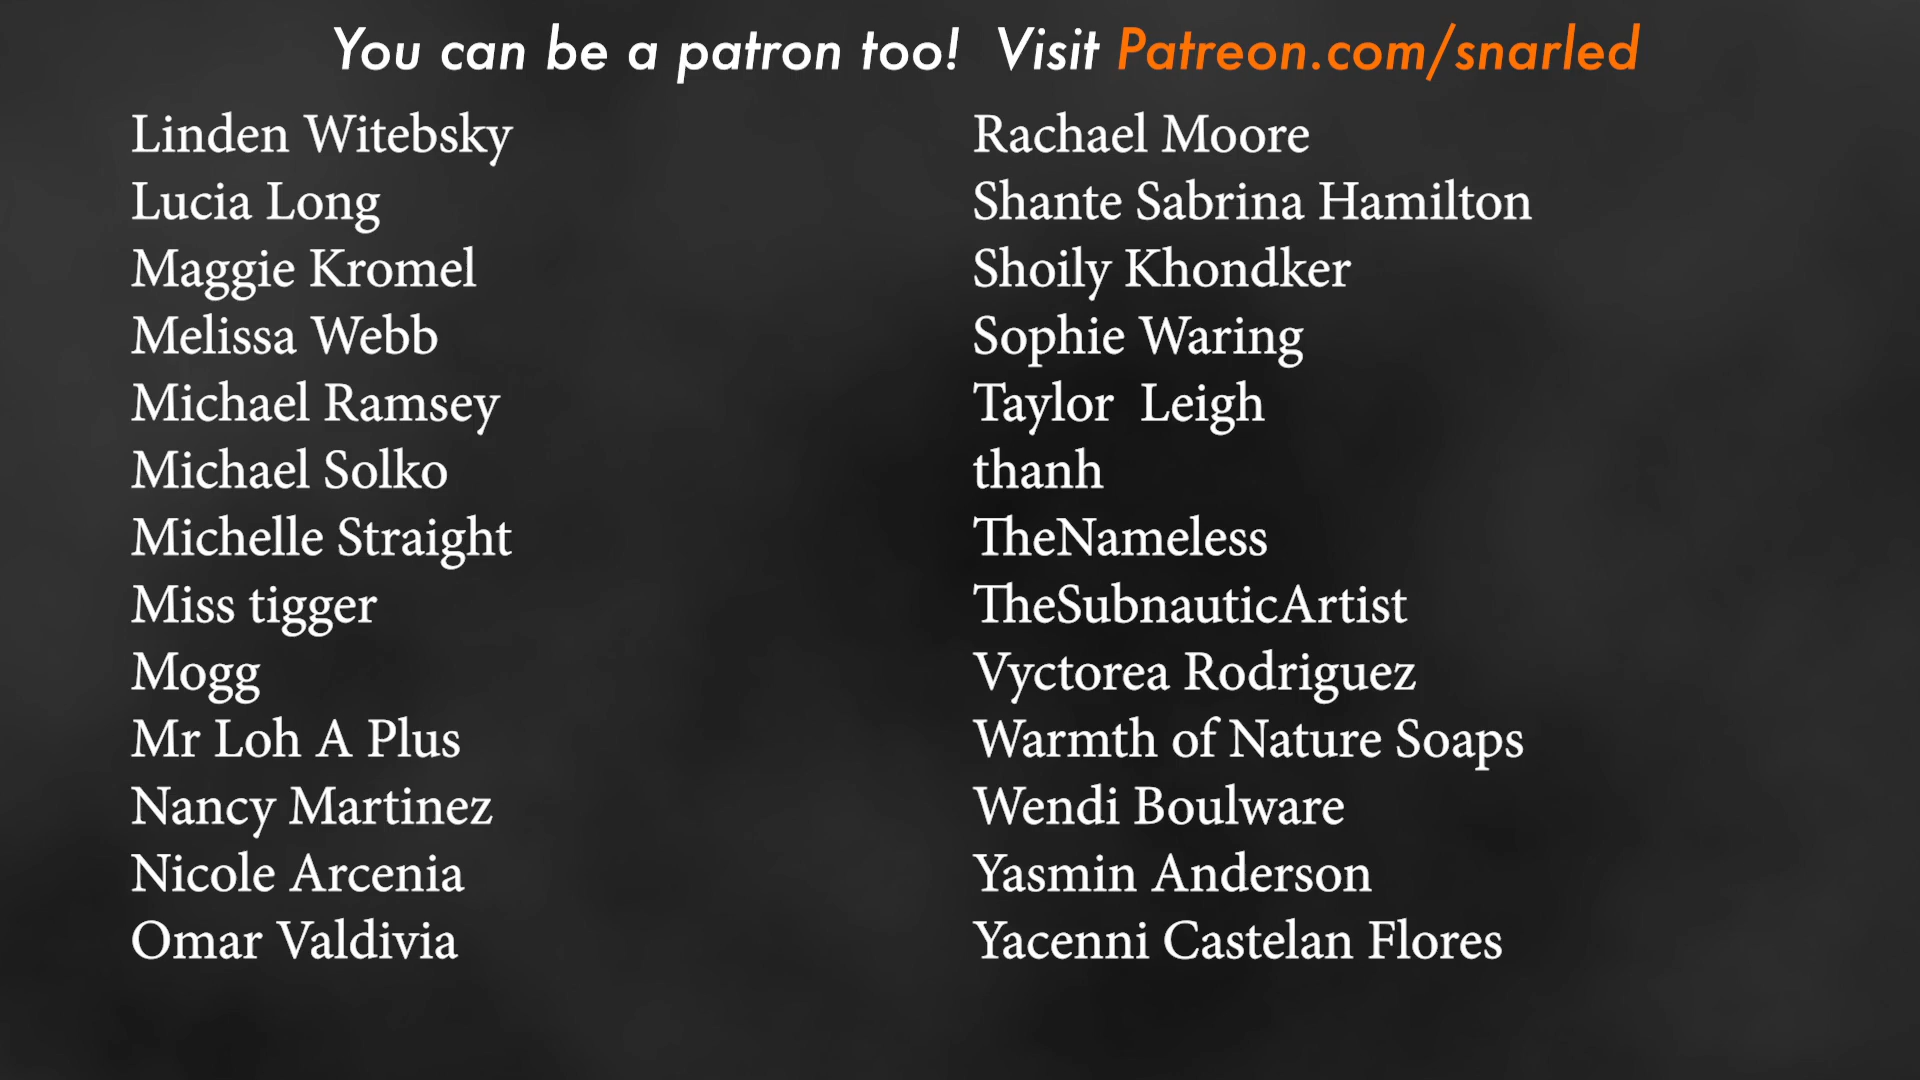 You can be a patron too! Visit Patreon.com/snarled
Linden Witebsky
Lucia Long
Maggie Kromel
Melissa Webb
Michael Ramsey
Michael Solko
Michelle Straight
Miss tigger
Mogg
Mr Loh A Plus
Nancy Martinez
Nicole Arcenia
Omar Valdivia
Rachael Moore
Shante Sabrina Hamilton
Shoily Khondker
Sophie Waring
Taylor  Leigh
thanh
TheNameless
TheSubnauticArtist
Vyctorea Rodriguez
Warmth of Nature Soaps
Wendi Boulware
Yasmin Anderson
Yacenni Castelan Flores